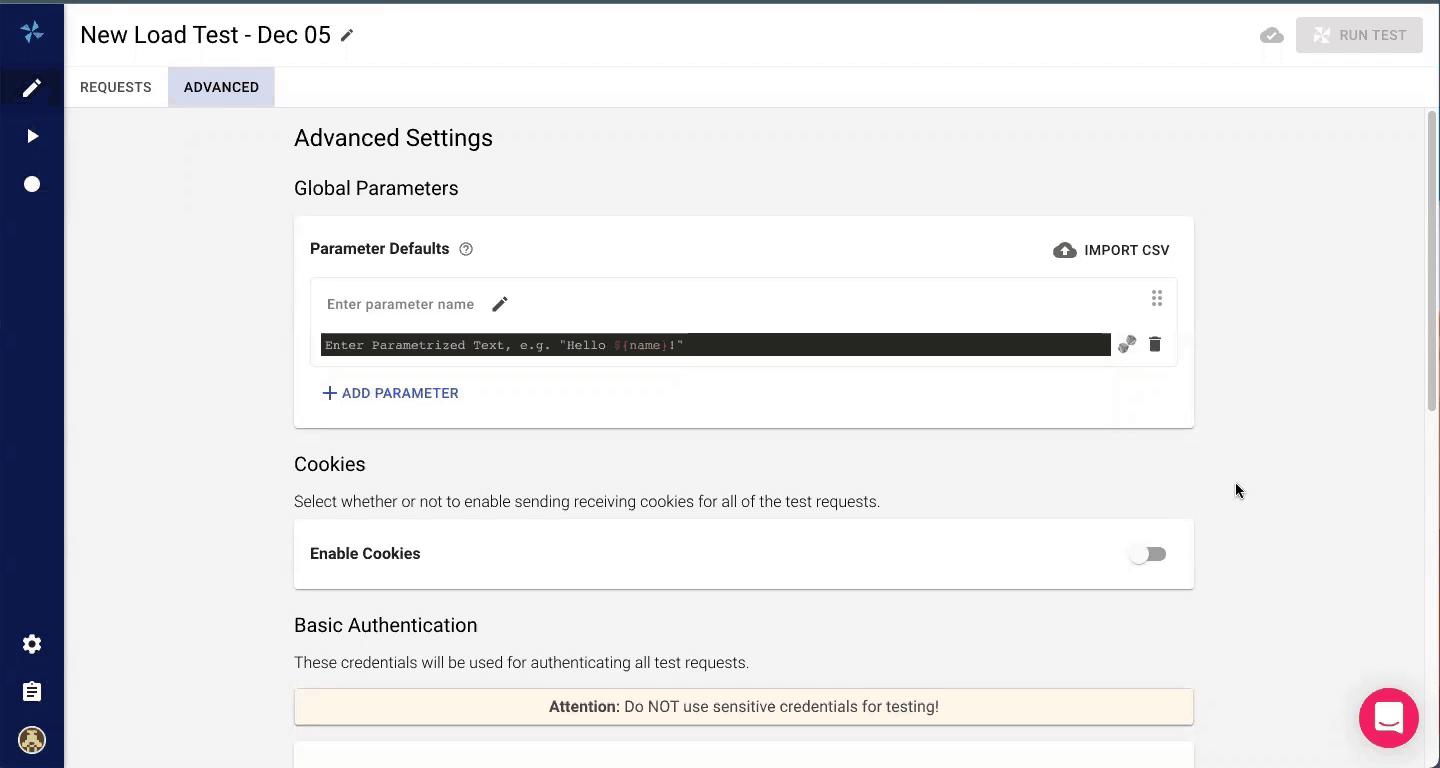 New Load Test - Dec 05
RUN TEST
REQUESTS
ADVANCED
Advanced Settings
Global Parameters
Parameter Defaults
IMPORT CSV
Enter parameter name
Enter Parametrized Text, e.g. "Hello ${name}!"
ADD PARAMETER
Cookies
Select whether or not to enable sending receiving cookies for all of the test requests.
Enable Cookies
Basic Authentication
These credentials will be used for authenticating all test requests.
Attention: Do NOT use sensitive credentials for testing!